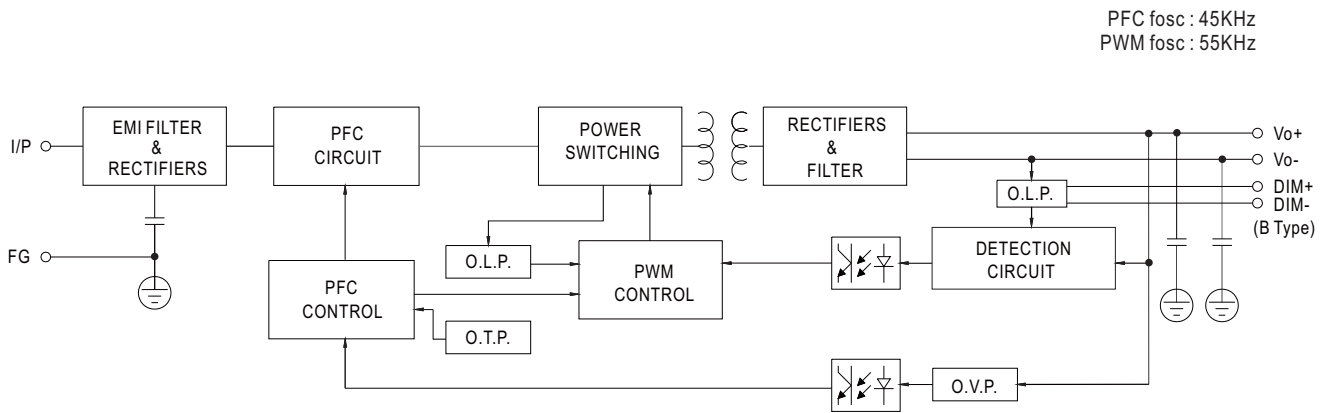 PFC fosc : 45KHz
PWM fosc : 55KHz
I/P
EMI FILTER
&
RECTIFIERS
PFC
CIRCUIT
POWER
SWITCHING
RECTIFIERS
&
FILTER
Vo+
Vo-
DIM+
DIM-
(B Type)
O.L.P.
FG
O.L.P.
PFC
CONTROL
PWM
CONTROL
DETECTION
CIRCUIT
O.T.P.
O.V.P.